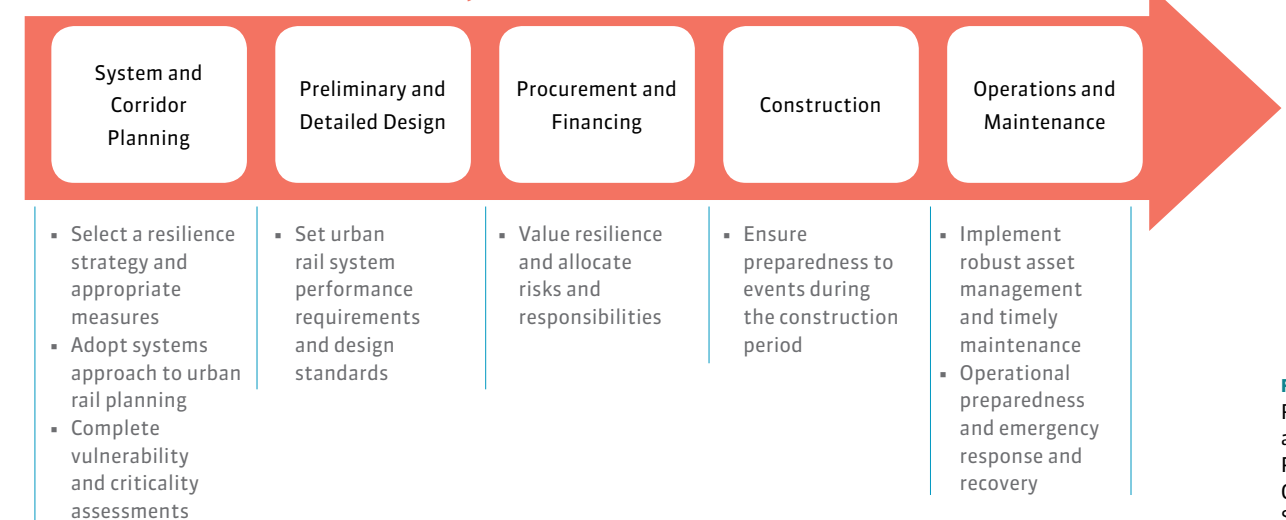 System and
Corridor
Planning
Preliminary and
Detailed Design
Procurement and
Financing
Construction
Operations and
Maintenance
▪ Select a resilience
strategy and
appropriate
measures
▪ Adopt systems
approach to urban
rail planning
▪ Complete
vulnerability
and criticality
assessments
▪ Set urban
rail system
performance
requirements
and design
standards
▪ Value resilience
and allocate
risks and
responsibilities
▪ Ensure
preparedness to
events during
the construction
period
▪ Implement
robust asset
management
and timely
maintenance
▪ Operational
preparedness
and emergency
response and
recovery